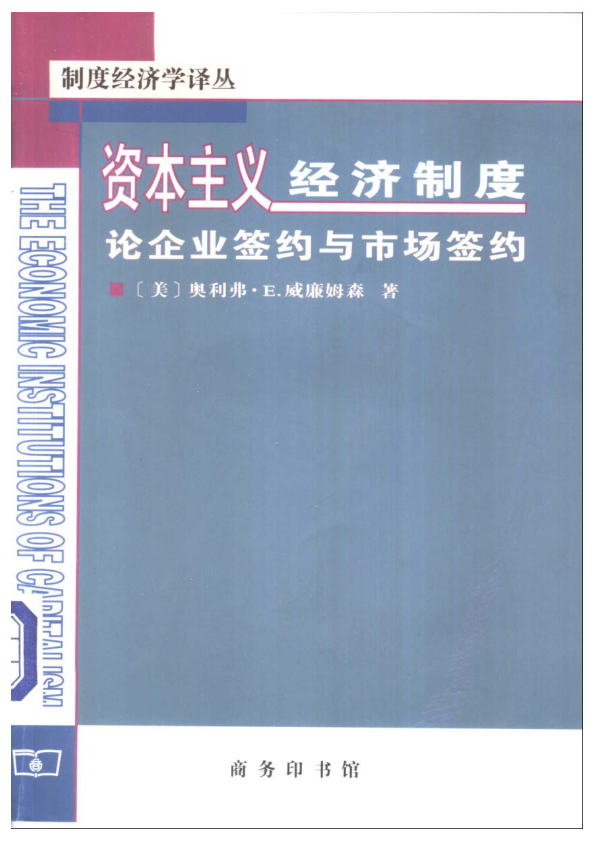 制度经济学译丛
资本主义 经济制度
论企业签约与市场签约
〔美〕奥利弗·E.威廉姆森 著
THE ECONOMIC INSTITUTIONS OF CAPITALISM
商务印书馆